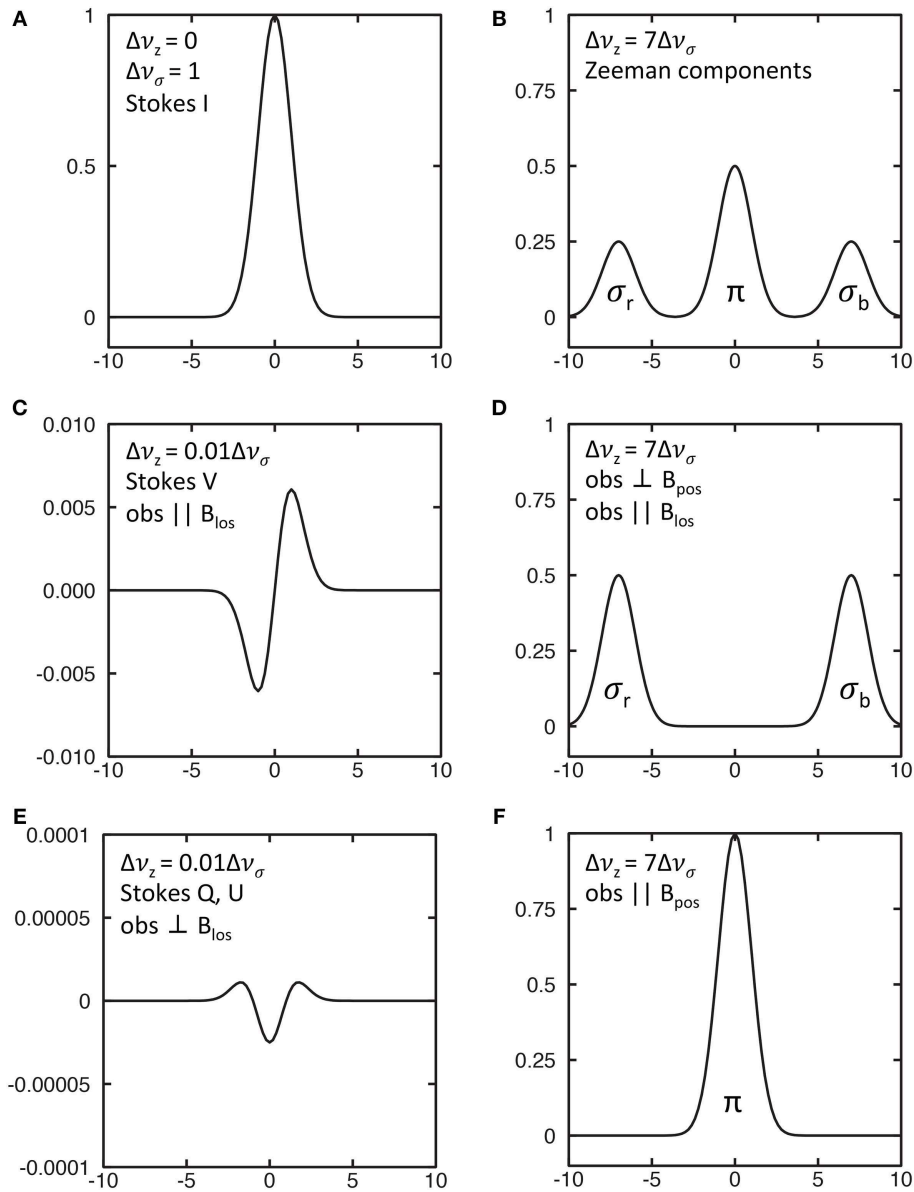 A
1
0.5
0
Δν_z = 0
Δν_σ = 1
Stokes I
-10 -5 0 5 10
B
1
0.75
0.5
0.25
0
Δν_z = 7Δν_σ
Zeeman components
σ_r π σ_b
-10 -5 0 5 10
C
0.010
0.005
0.000
-0.005
-0.010
Δν_z = 0.01Δν_σ
Stokes V
obs || B_los
-10 -5 0 5 10
D
1
0.75
0.5
0.25
0
Δν_z = 7Δν_σ
obs ⊥ B_pos
obs || B_los
σ_r σ_b
-10 -5 0 5 10
E
0.0001
0.00005
0
-0.00005
-0.0001
Δν_z = 0.01Δν_σ
Stokes Q, U
obs ⊥ B_los
-10 -5 0 5 10
F
1
0.75
0.5
0.25
0
Δν_z = 7Δν_σ
obs || B_pos
π
-10 -5 0 5 10